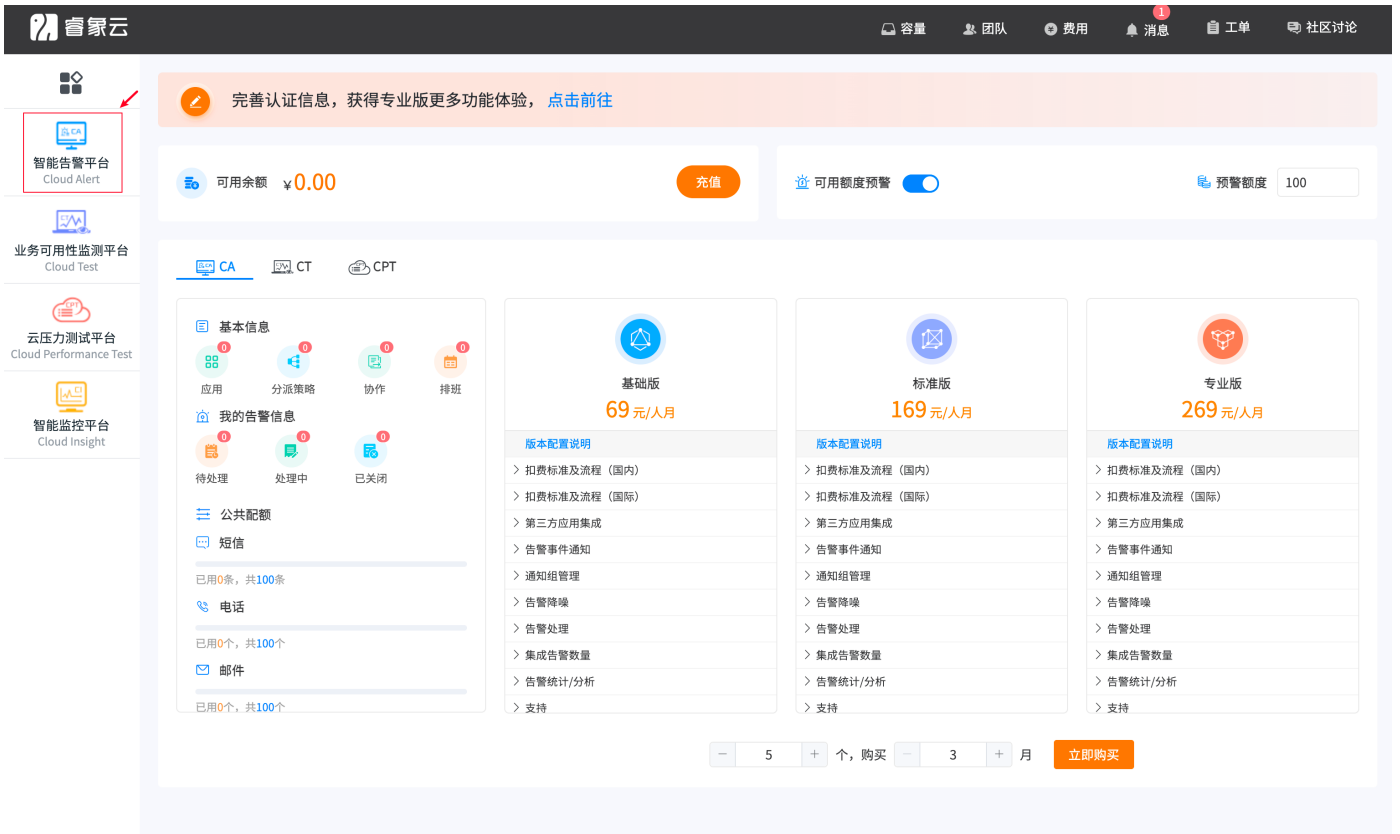 睿象云
容量
团队
费用
1
消息
工单
社区讨论
CA
智能告警平台
Cloud Alert
CT
业务可用性监测平台
Cloud Test
CPT
云压力测试平台
Cloud Performance Test
CI
智能监控平台
Cloud Insight
完善认证信息，获得专业版更多功能体验， 点击前往
可用余额 ¥0.00
充值
可用额度预警
预警额度 100
CA
CT
CPT
基本信息
0 0 0 0
应用 分派策略 协作 排班
我的告警信息
0 0 0
待处理 处理中 已关闭
公共配额
短信
已用0条，共100条
电话
已用0个，共100个
邮件
已用0个，共100个
基础版
69 元/人月
版本配置说明
扣费标准及流程（国内）
扣费标准及流程（国际）
第三方应用集成
告警事件通知
通知组管理
告警降噪
告警处理
集成告警数量
告警统计/分析
支持
标准版
169 元/人月
版本配置说明
扣费标准及流程（国内）
扣费标准及流程（国际）
第三方应用集成
告警事件通知
通知组管理
告警降噪
告警处理
集成告警数量
告警统计/分析
支持
专业版
269 元/人月
版本配置说明
扣费标准及流程（国内）
扣费标准及流程（国际）
第三方应用集成
告警事件通知
通知组管理
告警降噪
告警处理
集成告警数量
告警统计/分析
支持
− 5 + 个，购买 − 3 + 月 立即购买